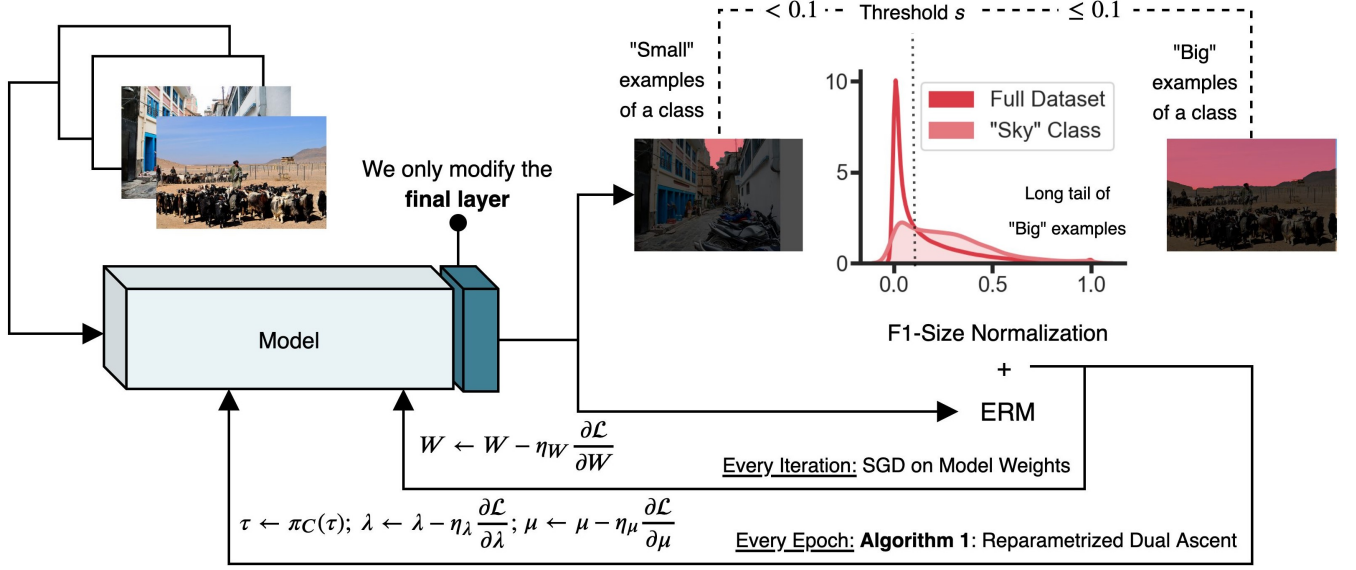 < 0.1 Threshold s ≤ 0.1
"Small"
examples
of a class
"Big"
examples
of a class
10
5
0
0.0 0.5 1.0
Full Dataset
"Sky" Class
Long tail of
"Big" examples
We only modify the
final layer
Model
F1-Size Normalization
+
ERM
W ← W − η_W ∂ℒ/∂W
Every Iteration: SGD on Model Weights
τ ← π_C(τ); λ ← λ − η_λ ∂ℒ/∂λ; μ ← μ − η_μ ∂ℒ/∂μ
Every Epoch: Algorithm 1: Reparametrized Dual Ascent